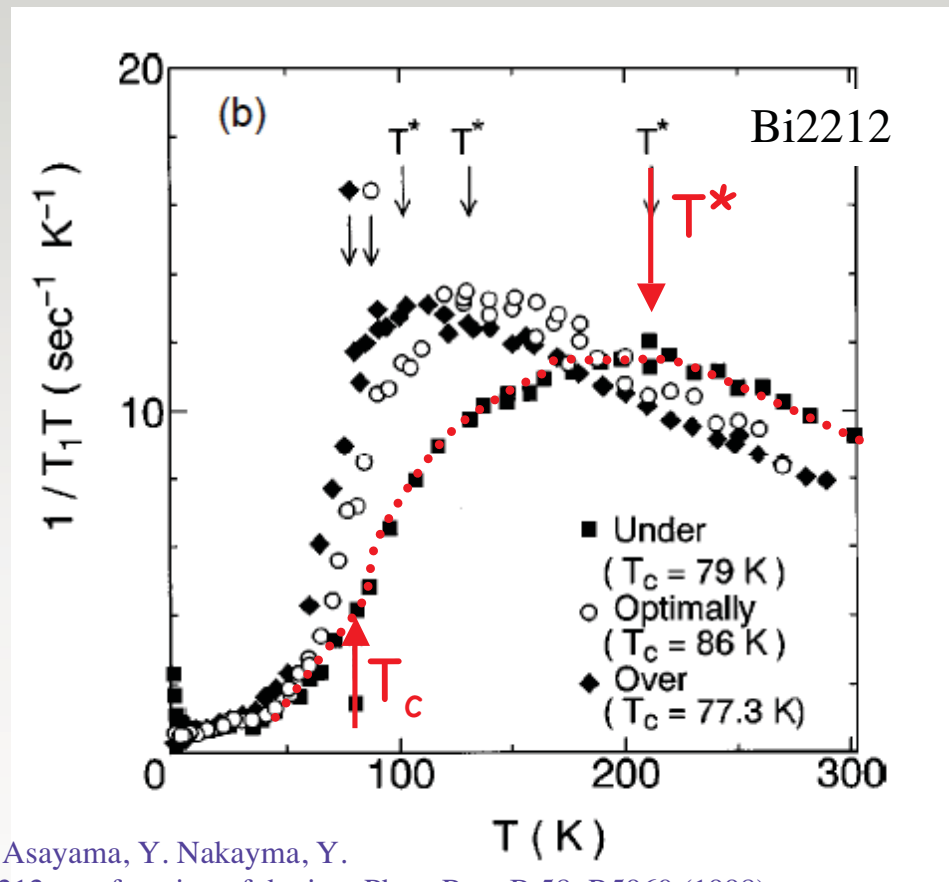 20
(b)
T* T* T*
Bi2212
T*
1 / T₁T ( sec⁻¹ K⁻¹ )
10
■ Under
( Tc = 79 K )
○ Optimally
( Tc = 86 K )
◆ Over
( Tc = 77.3 K)
Tc
0 100 200 300
T ( K )
Asayama, Y. Nakayma, Y.